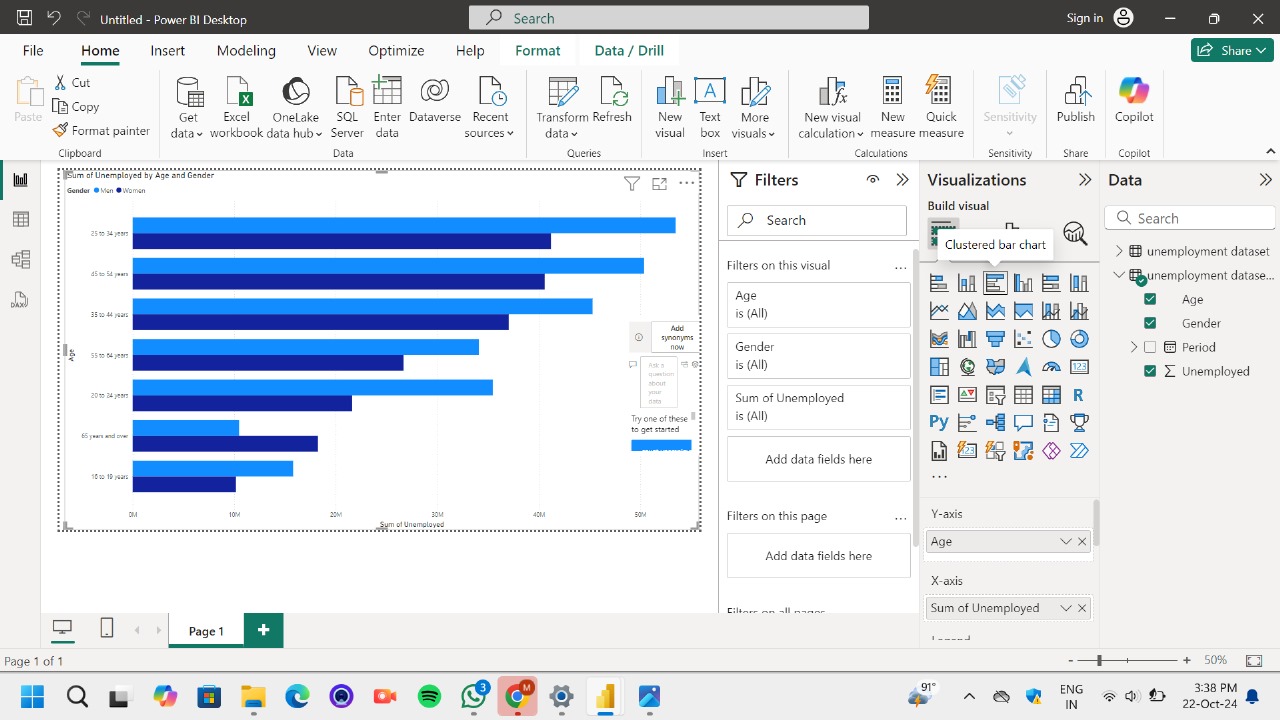 Untitled - Power BI Desktop
Search
Sign in
File
Home
Insert
Modeling
View
Optimize
Help
Format
Data / Drill
Share
Paste
Cut
Copy
Format painter
Clipboard
Get
data
Excel
workbook
OneLake
data hub
SQL
Server
Enter
data
Dataverse
Recent
sources
Data
Transform
data
Refresh
Queries
New
visual
Text
box
More
visuals
Insert
New visual
calculation
New
measure
Quick
measure
Calculations
Sensitivity
Sensitivity
Publish
Share
Copilot
Copilot
Sum of Unemployed by Age and Gender
Gender Men Women
25 to 34 years
45 to 54 years
35 to 44 years
55 to 64 years
20 to 24 years
65 years and over
16 to 19 years
Age
0M 10M 20M 30M 40M 50M
Sum of Unemployed
Add
synonyms
now
Ask a
question
about
your
data
Try one of these
to get started
Filters
Search
Filters on this visual
Age
is (All)
Gender
is (All)
Sum of Unemployed
is (All)
Add data fields here
Filters on this page
Add data fields here
Filters on all pages
Visualizations
Build visual
Clustered bar chart
R
Py
123
Y-axis
Age
X-axis
Sum of Unemployed
Legend
Data
Search
unemployment dataset
unemployment datase...
Age
Gender
Period
Unemployed
DAX
Page 1
Page 1 of 1
50%
3
M
91°
ENG
IN
3:38 PM
22-Oct-24